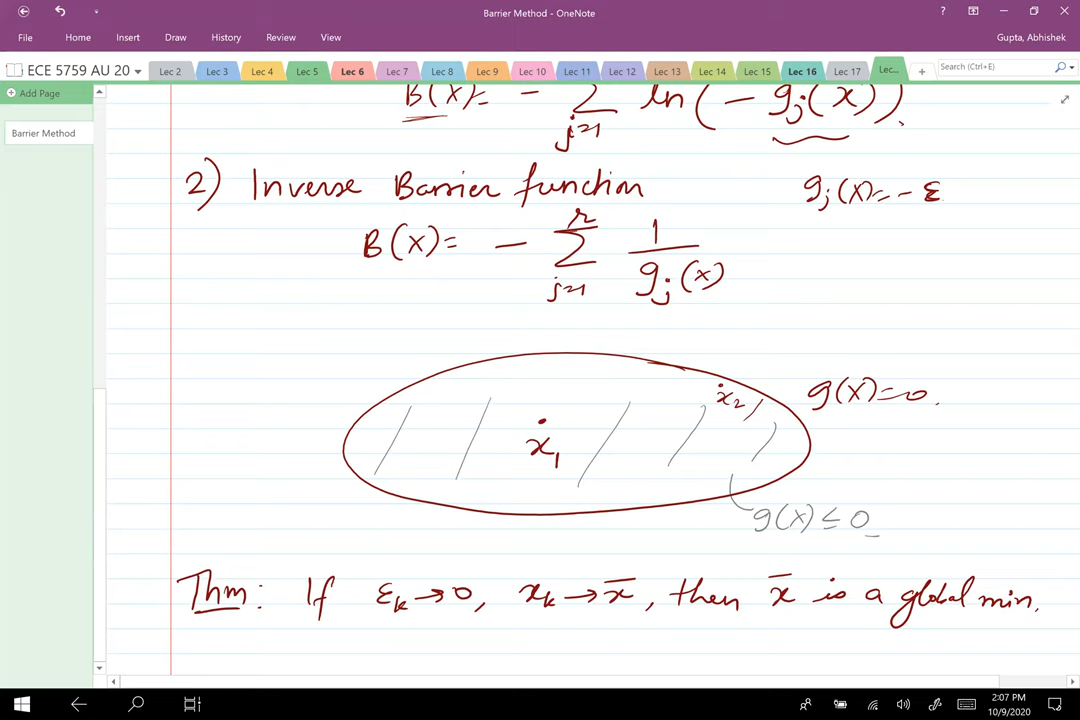 Barrier Method - OneNote
?
File Home Insert Draw History Review View
Gupta, Abhishek
ECE 5759 AU 20
Lec 2 Lec 3 Lec 4 Lec 5 Lec 6 Lec 7 Lec 8 Lec 9 Lec 10 Lec 11 Lec 12 Lec 13 Lec 14 Lec 15 Lec 16 Lec 17 Lec... +
Search (Ctrl+E)
+ Add Page
Barrier Method
B(x) = - Σ_{j=1} ln(- g_j(x)).
2) Inverse Barrier function
g_j(x) = - ε
B(x) = - Σ_{j=1}^{r} 1/g_j(x)
x_2
g(x)=0.
x_1
g(x) ≤ 0
Thm: If ε_k → 0, x_k → x̄, then x̄ is a global min.
2:07 PM
10/9/2020